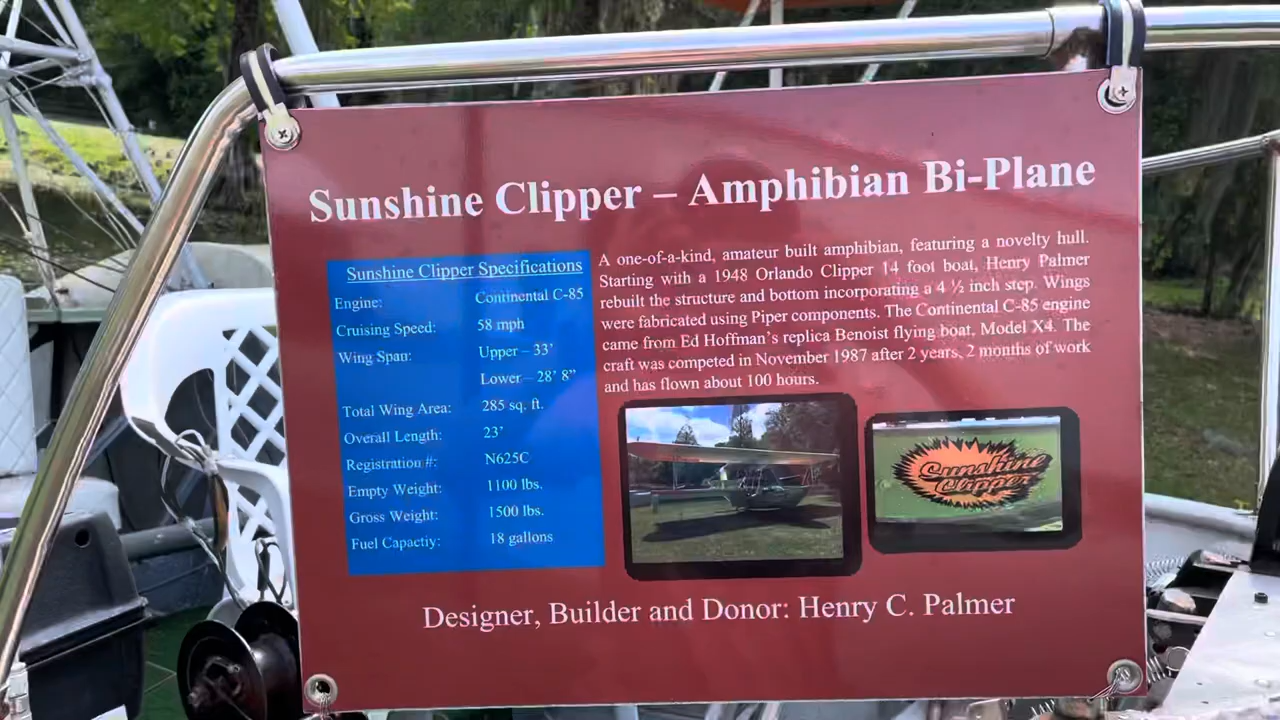 Sunshine Clipper – Amphibian Bi-Plane
Sunshine Clipper Specifications
Engine: Continental C-85
Cruising Speed: 58 mph
Wing Span: Upper – 33'
Lower – 28' 8"
Total Wing Area: 285 sq. ft.
Overall Length: 23'
Registration #: N625C
Empty Weight: 1100 lbs.
Gross Weight: 1500 lbs.
Fuel Capactiy: 18 gallons
A one-of-a-kind, amateur built amphibian, featuring a novelty hull.
Starting with a 1948 Orlando Clipper 14 foot boat, Henry Palmer
rebuilt the structure and bottom incorporating a 4 ½ inch step. Wings
were fabricated using Piper components. The Continental C-85 engine
came from Ed Hoffman's replica Benoist flying boat, Model X4. The
craft was competed in November 1987 after 2 years, 2 months of work
and has flown about 100 hours.
Sunshine
Clipper
Designer, Builder and Donor: Henry C. Palmer